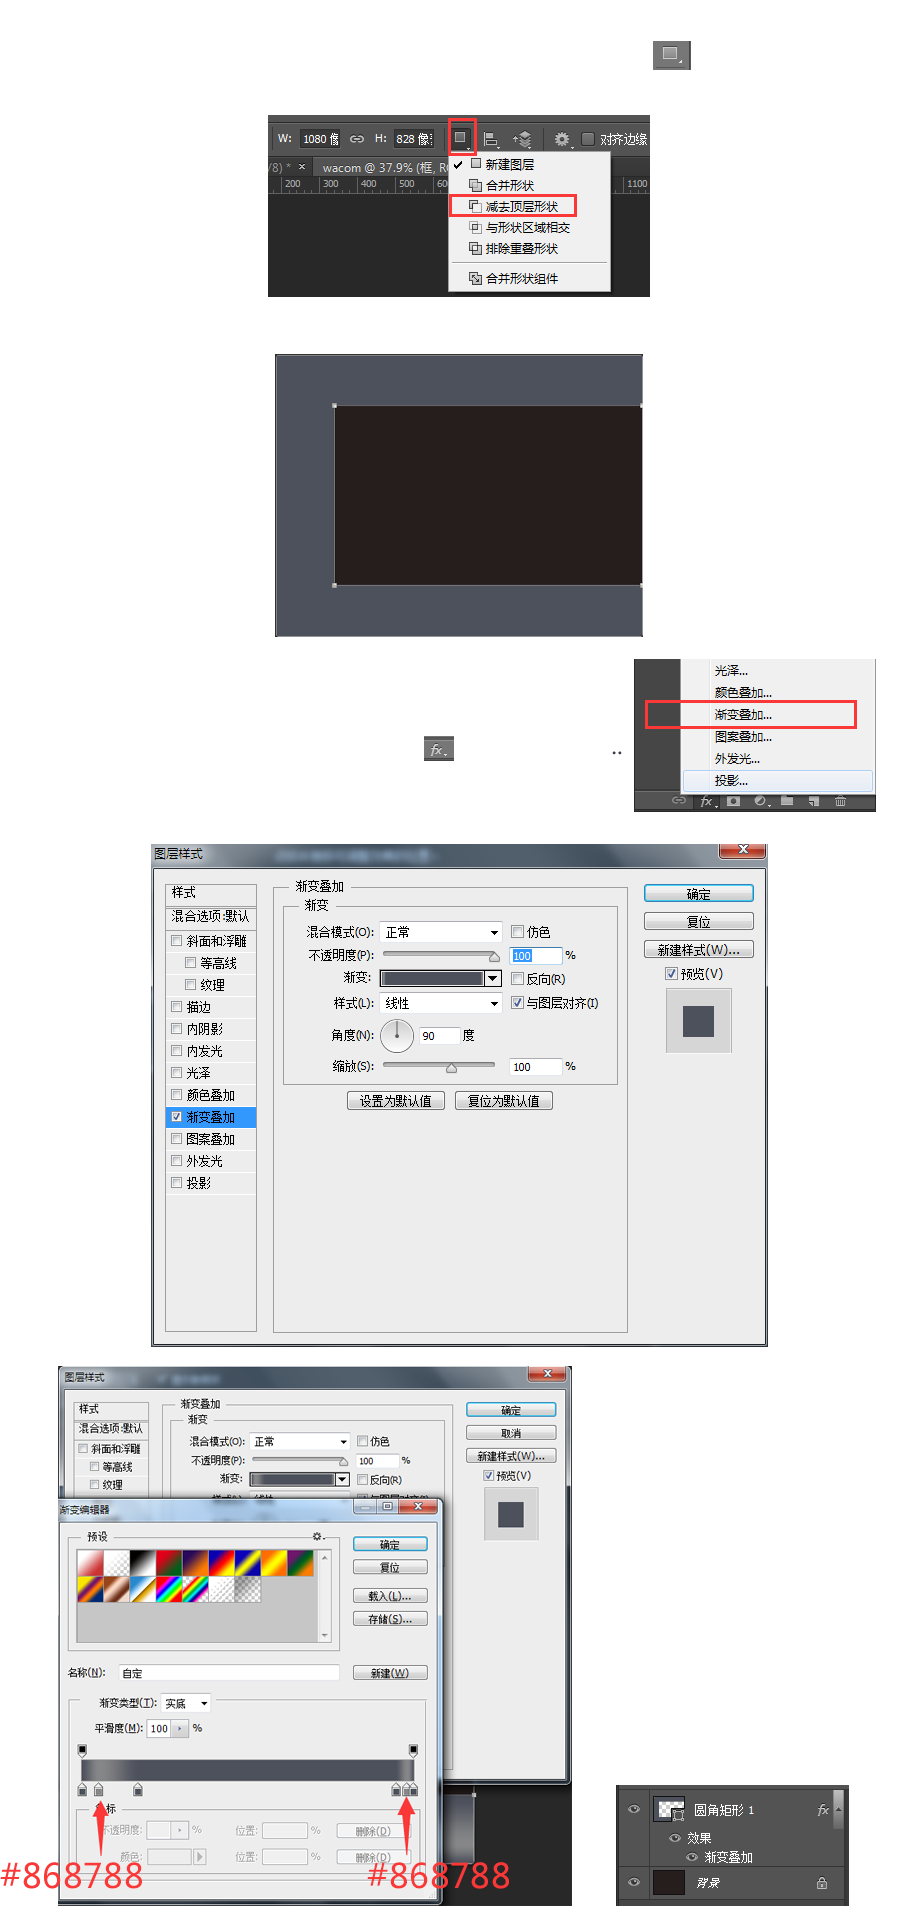 W: 1080 像 H: 828 像 对齐边缘
/8) * × wacom @ 37.9% (框, R
200 300 400 500 600 1100
新建图层
合并形状
减去顶层形状
与形状区域相交
排除重叠形状
合并形状组件
光泽...
颜色叠加...
渐变叠加...
图案叠加...
外发光...
投影...
fx.
..
fx.
图层样式
样式
混合选项:默认
斜面和浮雕
等高线
纹理
描边
内阴影
内发光
光泽
颜色叠加
渐变叠加
图案叠加
外发光
投影
渐变叠加
渐变
混合模式(O): 正常 仿色
不透明度(P): 100 %
渐变: 反向(R)
样式(L): 线性 与图层对齐(I)
角度(N): 90 度
缩放(S): 100 %
设置为默认值 复位为默认值
确定
复位
新建样式(W)...
预览(V)
图层样式
样式
混合选项:默认
斜面和浮雕
等高线
纹理
渐变叠加
渐变
混合模式(O): 正常 仿色
不透明度(P): 100 %
渐变: 反向(R)
确定
取消
新建样式(W)...
预览(V)
渐变编辑器
预设
确定
复位
载入(L)...
存储(S)...
名称(N): 自定 新建(W)
渐变类型(T): 实底
平滑度(M): 100 %
标
不透明度: % 位置: % 删除(D)
颜色: 位置: % 删除(D)
#868788 #868788
圆角矩形 1 fx
效果
渐变叠加
背景